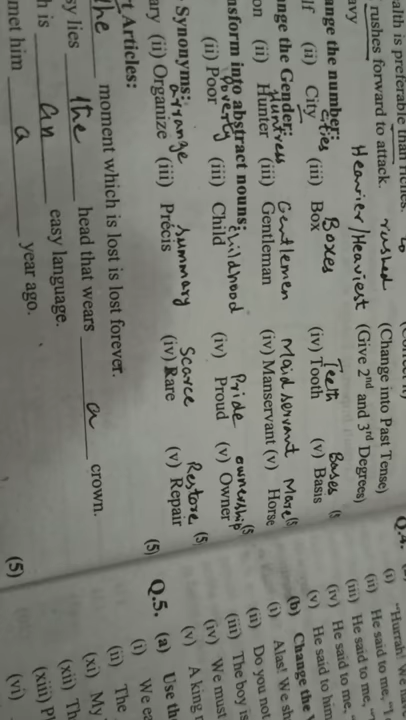 alth is preferable than riches. to
rushes forward to attack. rushed (Change into Past Tense)
avy Heavier/Heaviest (Give 2nd and 3rd Degrees)
ange the number:
lf (ii) City Cities (iii) Box Boxes (iv) Tooth Teeth (v) Basis Bases (5
nge the Gender:
on (ii) Hunter Huntress (iii) Gentleman Gentlemen (iv) Manservant Maid servant (v) Horse Mare (5
nsform into abstract nouns:
(ii) Poor Poverty (iii) Child childhood (iv) Proud Pride (v) Owner ownership (5
Synonyms:
ary (ii) Organize arrange (iii) Précis Summary (iv) Rare Scarce (v) Repair Restore (5)
Articles:
the moment which is lost is lost forever.
sy lies the head that wears a crown.
h is an easy language.
met him a year ago.
(5)
Q.4.
(i) "Hurrah! We have
(ii) He said to me, "I
(iii) He said to me, "
(iv) He said to me,
(v) He said to him
(b) Change the
(i) Alas! We sh
(ii) Do you not
(iii) The boy is
(iv) We must
(v) A king
Q.5. (a) Use th
(i) We ea
(ii) The
(xi) My
(xii) Th
(xiii) P
(vi)